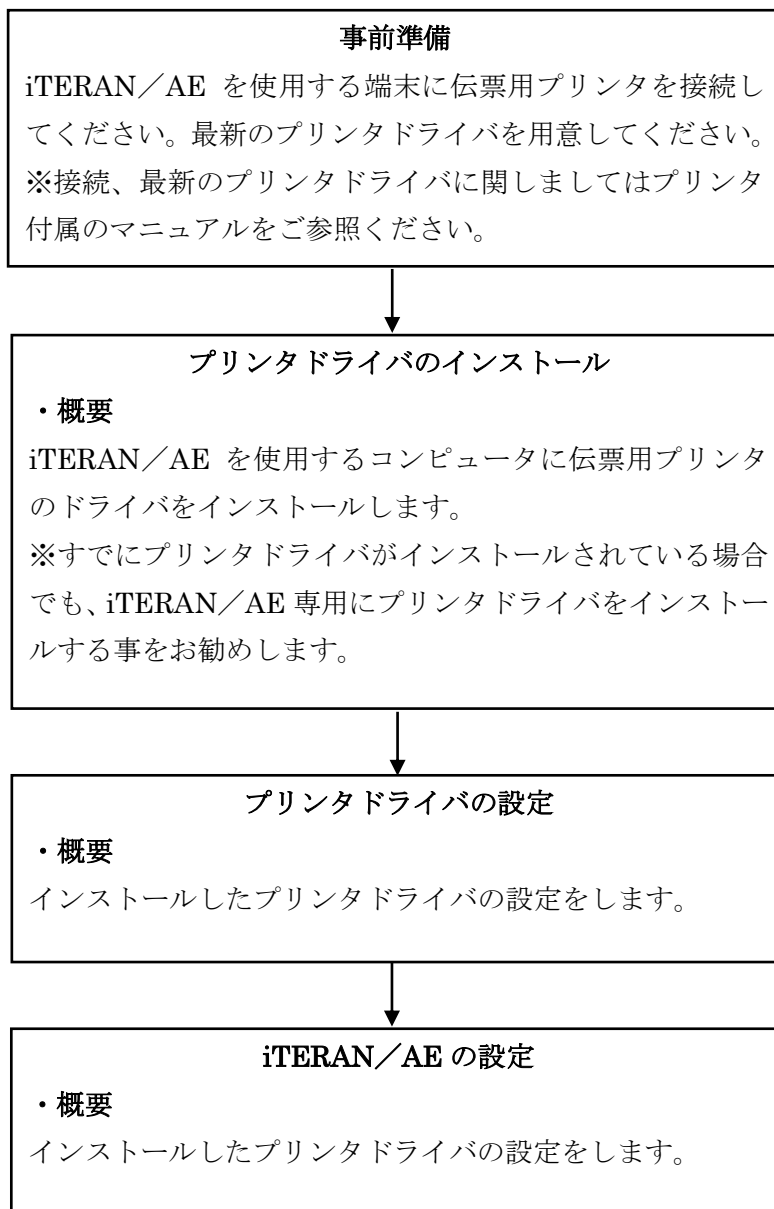 事前準備
iTERAN／AE を使用する端末に伝票用プリンタを接続し
てください。最新のプリンタドライバを用意してください。
※接続、最新のプリンタドライバに関しましてはプリンタ
付属のマニュアルをご参照ください。
プリンタドライバのインストール
・概要
iTERAN／AE を使用するコンピュータに伝票用プリンタ
のドライバをインストールします。
※すでにプリンタドライバがインストールされている場合
でも、iTERAN／AE 専用にプリンタドライバをインストー
ルする事をお勧めします。
プリンタドライバの設定
・概要
インストールしたプリンタドライバの設定をします。
iTERAN／AE の設定
・概要
インストールしたプリンタドライバの設定をします。